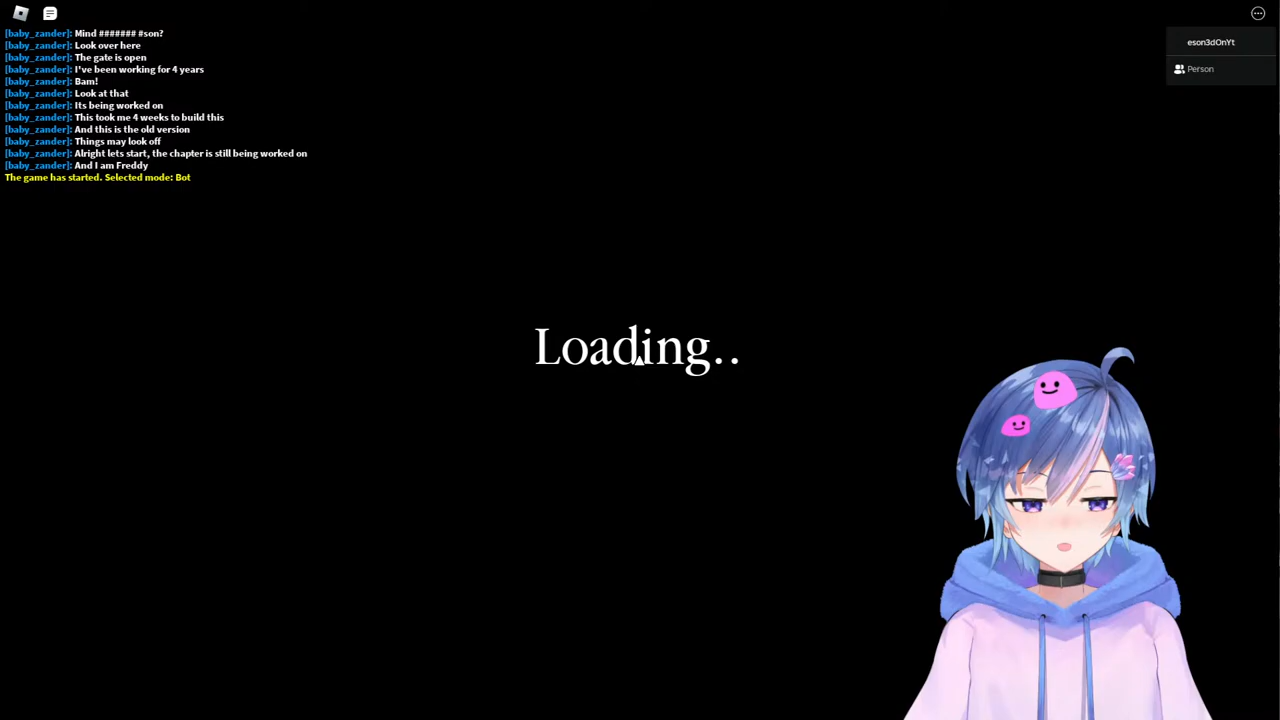 [baby_zander]: Mind ####### #son?
[baby_zander]: Look over here
[baby_zander]: The gate is open
[baby_zander]: I've been working for 4 years
[baby_zander]: Bam!
[baby_zander]: Look at that
[baby_zander]: Its being worked on
[baby_zander]: This took me 4 weeks to build this
[baby_zander]: And this is the old version
[baby_zander]: Things may look off
[baby_zander]: Alright lets start, the chapter is still being worked on
[baby_zander]: And I am Freddy
The game has started. Selected mode: Bot
eson3dOnYt
Person
Loading..